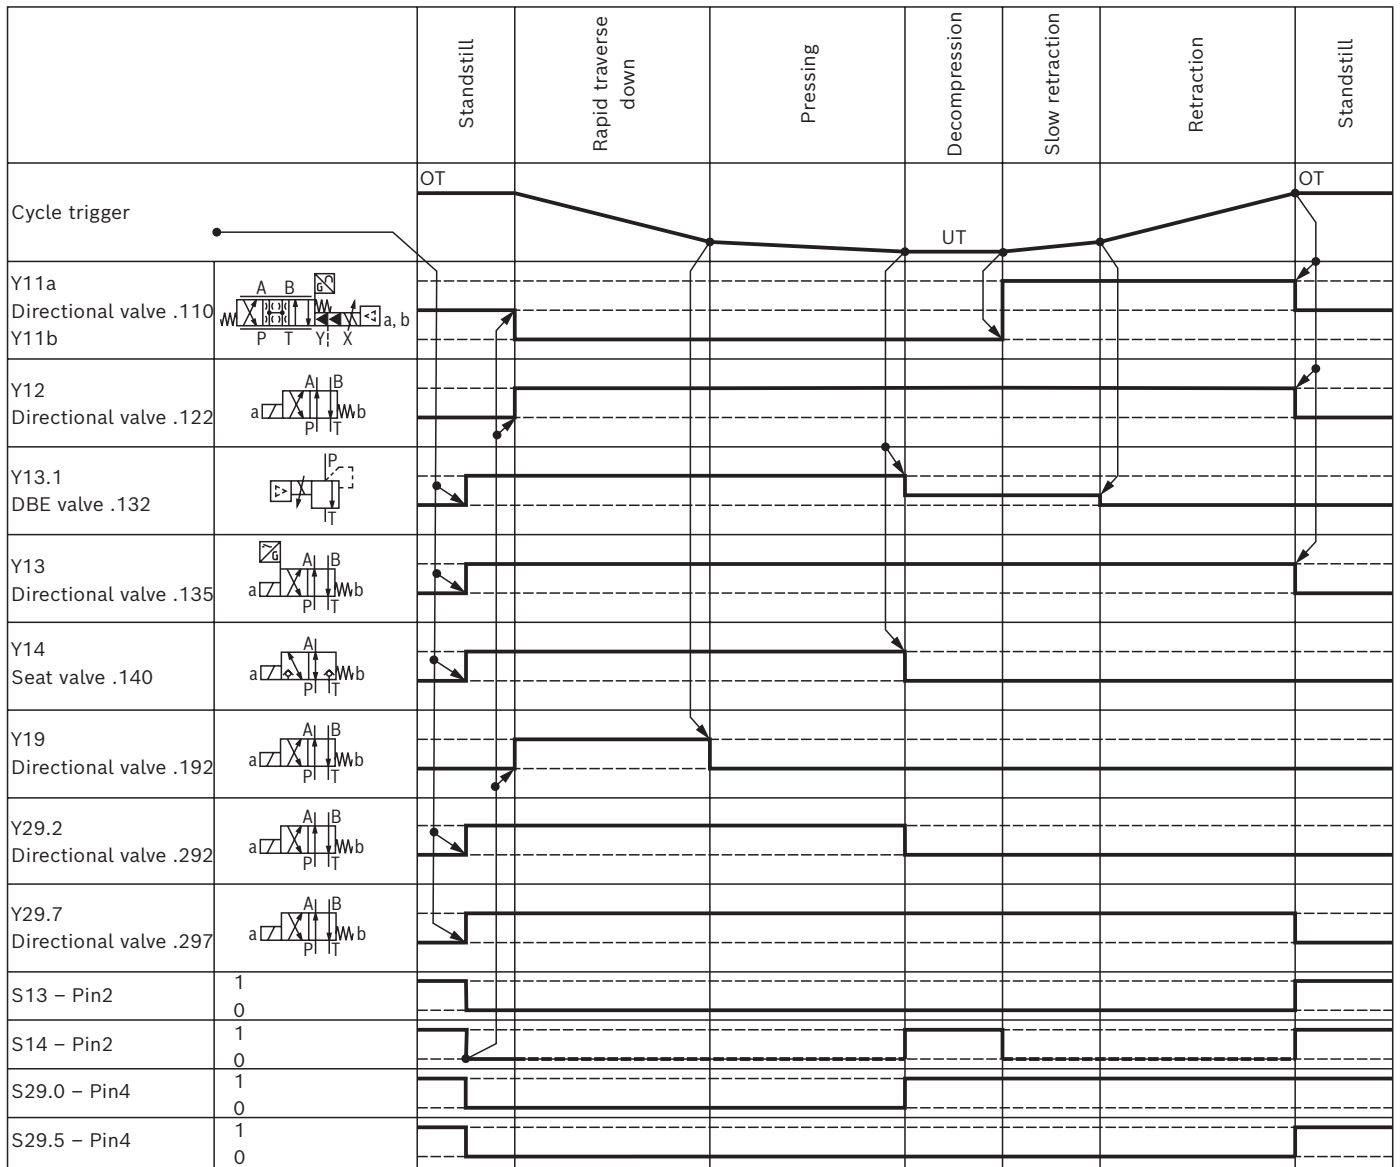 Standstill
Rapid traverse
down
Pressing
Decompression
Slow retraction
Retraction
Standstill
Cycle trigger
OT
UT
OT
Y11a
Directional valve .110
Y11b
A B
P T Y X
a, b
Y12
Directional valve .122
A B
a b
P T
Y13.1
DBE valve .132
P
T
Y13
Directional valve .135
A B
a b
P T
Y14
Seat valve .140
A
a b
P T
Y19
Directional valve .192
A B
a b
P T
Y29.2
Directional valve .292
A B
a b
P T
Y29.7
Directional valve .297
A B
a b
P T
S13 – Pin2
1
0
S14 – Pin2
1
0
S29.0 – Pin4
1
0
S29.5 – Pin4
1
0